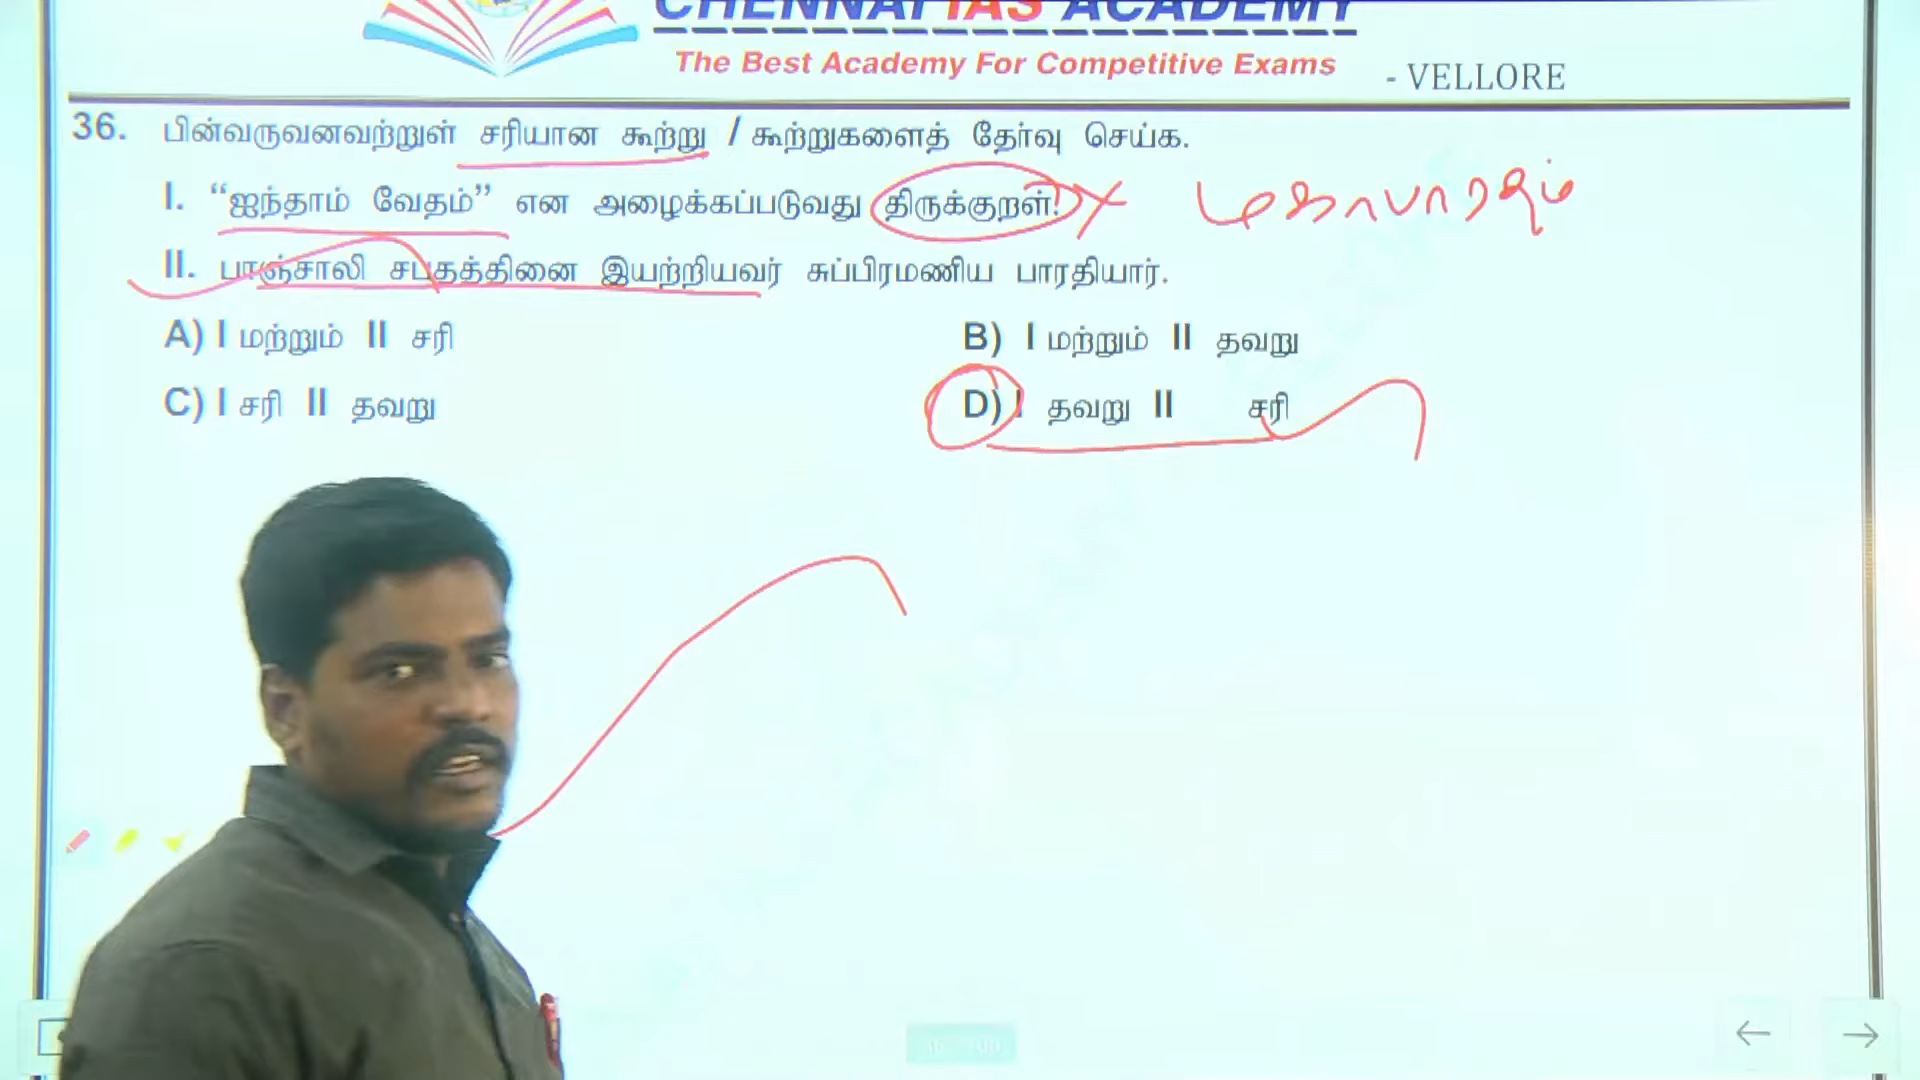 CHENNAI IAS ACADEMY
The Best Academy For Competitive Exams
- VELLORE
36. பின்வருவனவற்றுள் சரியான கூற்று / கூற்றுகளைத் தேர்வு செய்க.
I. “ஐந்தாம் வேதம்” என அழைக்கப்படுவது திருக்குறள். மகாபாரதம்
II. பாஞ்சாலி சபதத்தினை இயற்றியவர் சுப்பிரமணிய பாரதியார்.
A) I மற்றும் II சரி B) I மற்றும் II தவறு
C) I சரி II தவறு D) I தவறு II சரி